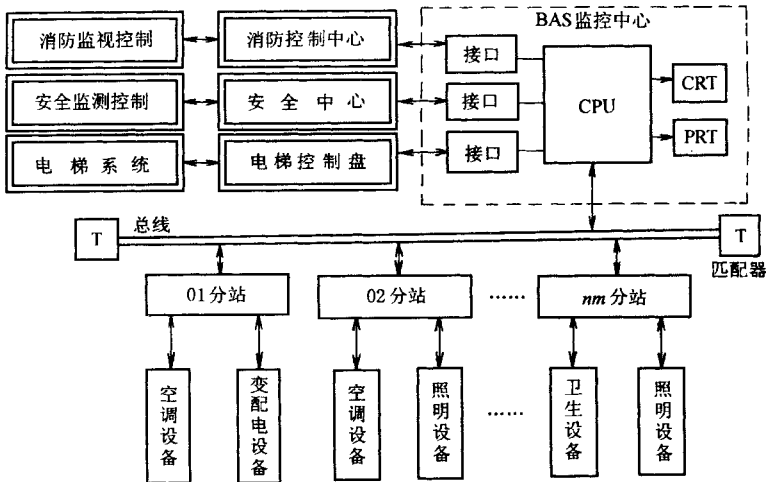 BAS监控中心
消防监视控制
消防控制中心
接口
安全监测控制
安全中心
接口
CPU
CRT
电梯系统
电梯控制盘
接口
PRT
T
总线
T
匹配器
01分站
02分站
……
nm分站
空调设备
变配电设备
空调设备
照明设备
……
卫生设备
照明设备